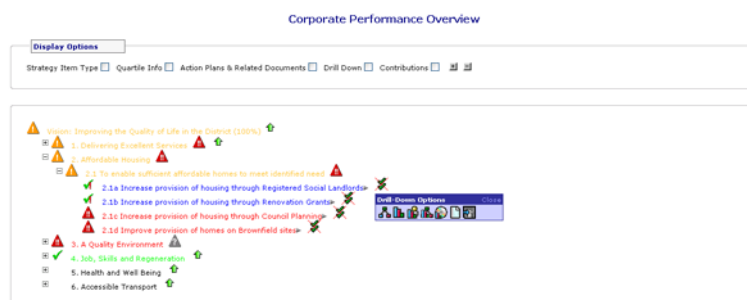 Corporate Performance Overview
Display Options
Strategy Item Type Quartile Info Action Plans & Related Documents Drill Down Contributions
Vision: Improving the Quality of Life in the District (100%)
1. Delivering Excellent Services
2. Affordable Housing
2.1 To enable sufficient affordable homes to meet identified need
2.1a Increase provision of housing through Registered Social Landlords
2.1b Increase provision of housing through Renovation Grants
Drill-Down Options Close
2.1c Increase provision of housing through Council Planning
2.1d Improve provision of homes on Brownfield sites
3. A Quality Environment
4. Job, Skills and Regeneration
5. Health and Well Being
6. Accessible Transport